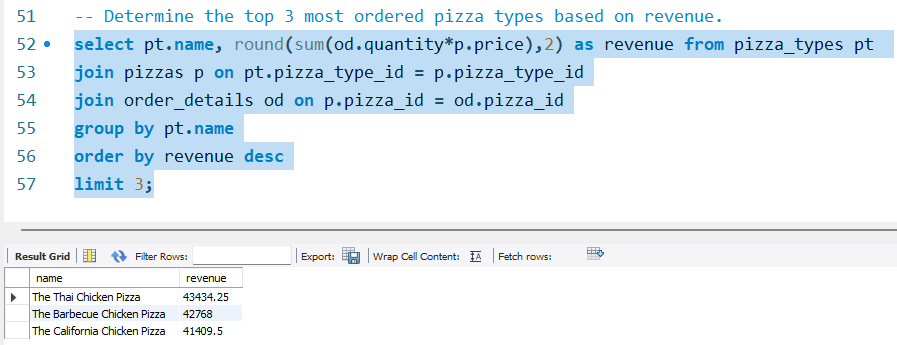 51 -- Determine the top 3 most ordered pizza types based on revenue.
52 select pt.name, round(sum(od.quantity*p.price),2) as revenue from pizza_types pt
53 join pizzas p on pt.pizza_type_id = p.pizza_type_id
54 join order_details od on p.pizza_id = od.pizza_id
55 group by pt.name
56 order by revenue desc
57 limit 3;
Result Grid Filter Rows: Export: Wrap Cell Content: Fetch rows:
name revenue
The Thai Chicken Pizza 43434.25
The Barbecue Chicken Pizza 42768
The California Chicken Pizza 41409.5